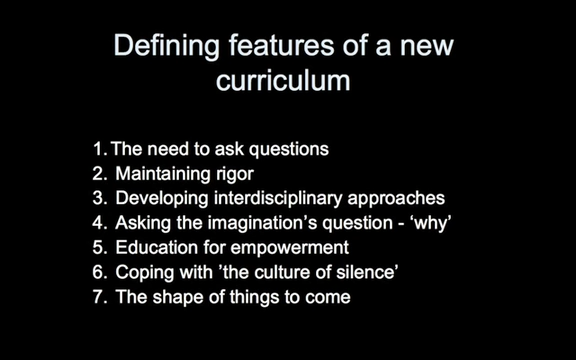 Defining features of a new
curriculum
1. The need to ask questions
2. Maintaining rigor
3. Developing interdisciplinary approaches
4. Asking the imagination’s question - ‘why’
5. Education for empowerment
6. Coping with ’the culture of silence’
7. The shape of things to come